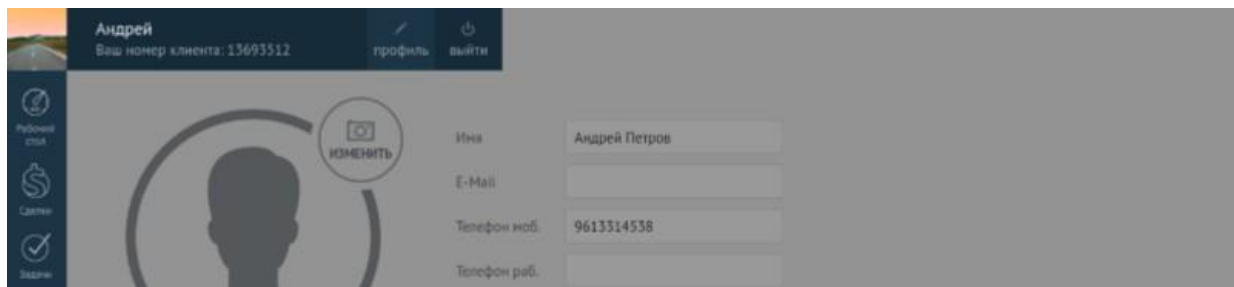 Андрей
Ваш номер клиента: 13693512
профиль
выйти
Рабочий
стол
ИЗМЕНИТЬ
Имя
Андрей Петров
E-Mail
Сделки
Телефон моб.
9613314538
Задачи
Телефон раб.